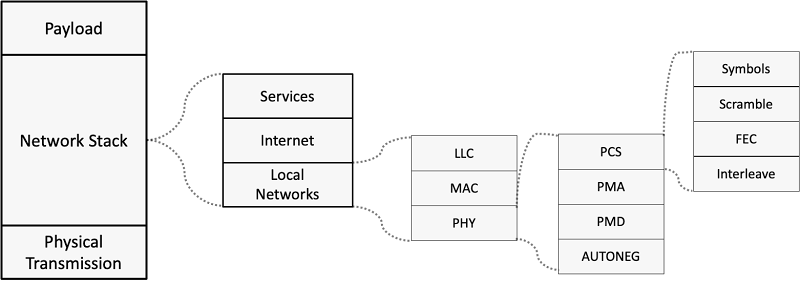 Payload
Network Stack
Physical
Transmission
Services
Internet
Local
Networks
LLC
MAC
PHY
PCS
PMA
PMD
AUTONEG
Symbols
Scramble
FEC
Interleave